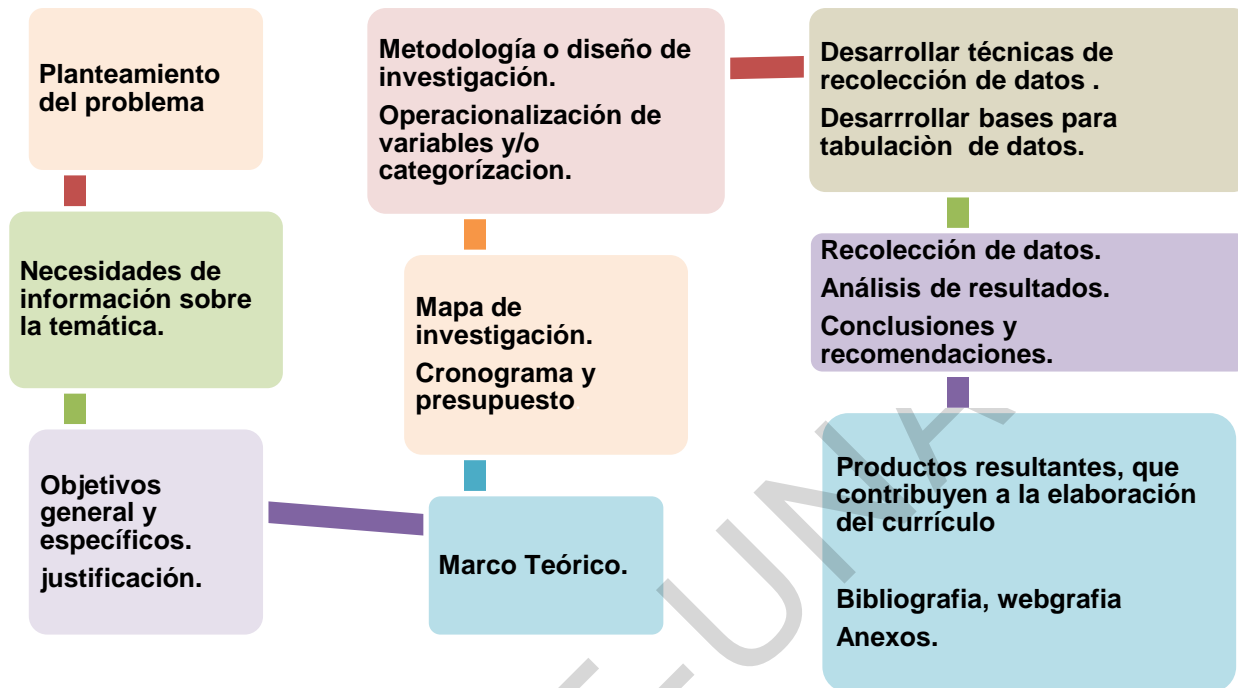 Planteamiento
del problema
Necesidades de
información sobre
la temática.
Objetivos
general y
específicos.
justificación.
Marco Teórico.
Mapa de
investigación.
Cronograma y
presupuesto
Metodología o diseño de
investigación.
Operacionalización de
variables y/o
categorízacion.
Desarrollar técnicas de
recolección de datos .
Desarrrollar bases para
tabulaciòn  de datos.
Recolección de datos.
Análisis de resultados.
Conclusiones y
recomendaciones.
Productos resultantes, que
contribuyen a la elaboración
del currículo
Bibliografia, webgrafia
Anexos.